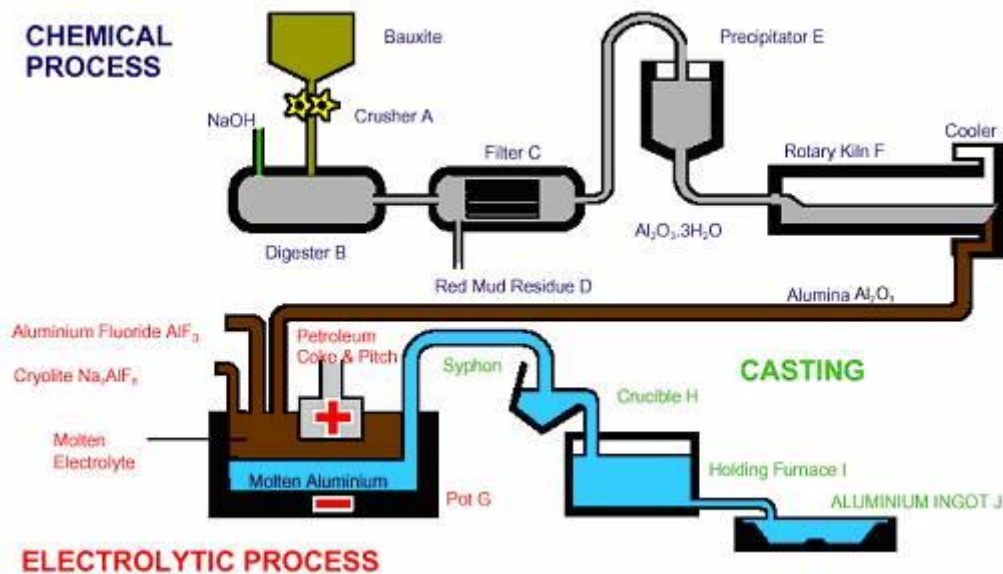 CHEMICAL
PROCESS
Bauxite
Precipitator E
NaOH
Crusher A
Cooler
Filter C
Rotary Kiln F
Digester B
Al₂O₃.3H₂O
Red Mud Residue D
Alumina Al₂O₃
Aluminium Fluoride AlF₃
Petroleum
Coke & Pitch
Cryolite Na₃AlF₆
Syphon
CASTING
Crucible H
+
Molten
Electrolyte
Molten Aluminium
Holding Furnace I
Pot G
ALUMINIUM INGOT J
ELECTROLYTIC PROCESS